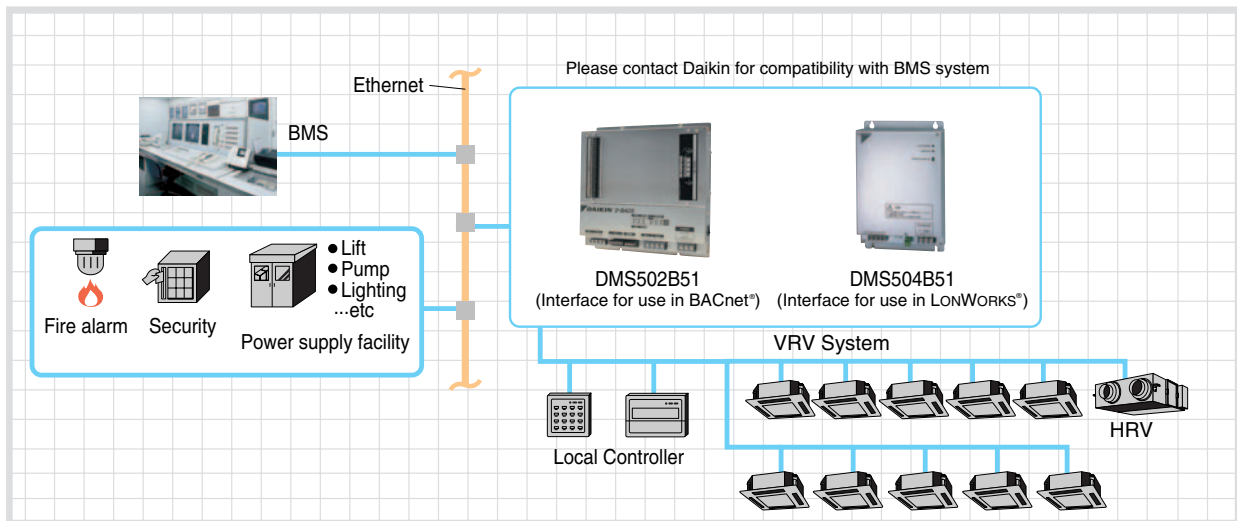 Please contact Daikin for compatibility with BMS system
Ethernet
BMS
DAIKIN
DMS502B51
(Interface for use in BACnet®)
DMS504B51
(Interface for use in LONWORKS®)
Fire alarm
Security
●Lift
●Pump
●Lighting
...etc
Power supply facility
VRV System
Local Controller
HRV